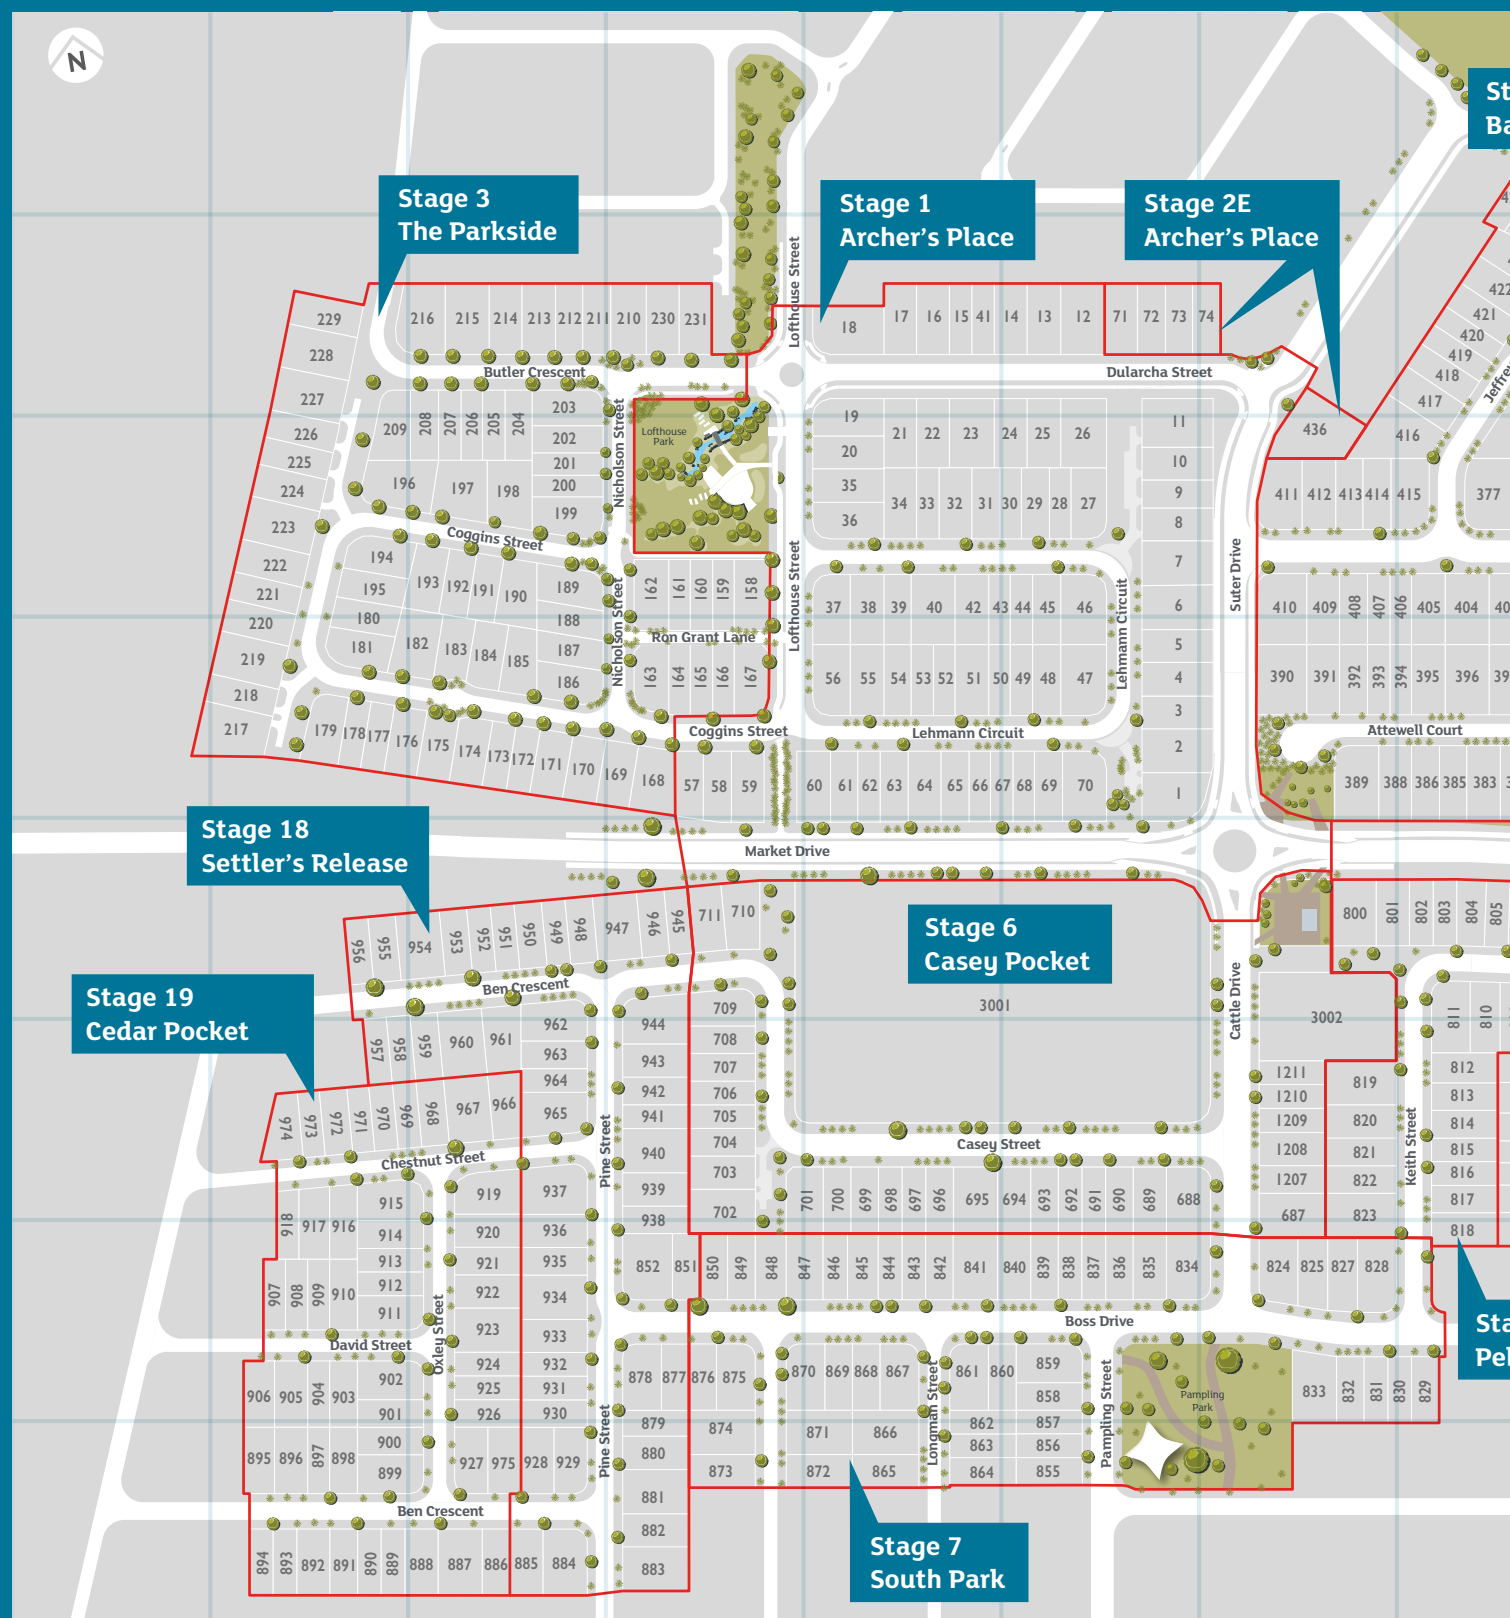 N
Stage 3
The Parkside
Stage 1
Archer's Place
Stage 2E
Archer's Place
St
Ba
Lofthouse Street
229
216 215 214 213 212 211 210 230 231
18
17 16 15 41 14 13 12
71 72 73 74
422
421
420
419
418
417
416
Jeffrey
228
227
226
225
224
223
222
221
220
219
218
217
Butler Crescent
Dularcha Street
209 208 207 206 205 204
203
202
201
200
199
196 197 198
Nicholson Street
Lofthouse
Park
19
20
35
36
21 22 23 24 25 26
34 33 32 31 30 29 28 27
11
10
9
8
7
6
5
4
3
2
1
436
411 412 413 414 415
377
Coggins Street
194
195
180
181
193 192 191 190
189
188
187
186
182 183 184 185
Nicholson Street
162 161 160 159 158
Ron Grant Lane
163 164 165 166 167
Lofthouse Street
37 38 39 40 42 43 44 45 46
56 55 54 53 52 51 50 49 48 47
Lehmann Circuit
Suter Drive
410 409 408 407 406 405 404 40
390 391 392 393 394 395 396 39
179 178 177 176 175 174 173 172 171 170 169 168
Coggins Street
Lehmann Circuit
Attewell Court
57 58 59
60 61 62 63 64 65 66 67 68 69 70
389 388 386 385 383
Market Drive
Stage 18
Settler's Release
956 955 954 953 952 951 950 949 948 947 946 945 711 710
Stage 6
Casey Pocket
3001
800 801 802 803 804 805
Ben Crescent
Stage 19
Cedar Pocket
957 958 959 960 961
962
963
964
965
944
943
942
941
940
939
938
709
708
707
706
705
704
703
702
Cattle Drive
3002
811 810
1211
1210
1209
1208
1207
687
819
820
821
822
823
812
813
814
815
816
817
818
Keith Street
974 973 972 971 970 969 968 967 966
Chestnut Street
Pine Street
Casey Street
701 700 699 698 697 696 695 694 693 692 691 690 689 688
918 917 916
915
914
913
912
911
907 908 909 910
919
920
921
922
923
924
925
926
937
936
935
934
933
932
931
930
852 851 850 849 848 847 846 845 844 843 842 841 840 839 838 837 836 835 834
824 825 827 828
Boss Drive
Sta
Pel
David Street
Oxley Street
906 905 904 903
902
901
900
899
895 896 897 898
927 975 928 929
Pine Street
878 877 876 875
879
880
881
882
883
874
873
870 869 868 867
871 866
872 865
Longman Street
861 860
859
858
862 857
863 856
864 855
Pampling Street
Pampling
Park
833 832 831 830 829
Ben Crescent
894 893 892 891 890 889 888 887 886 885 884
Stage 7
South Park